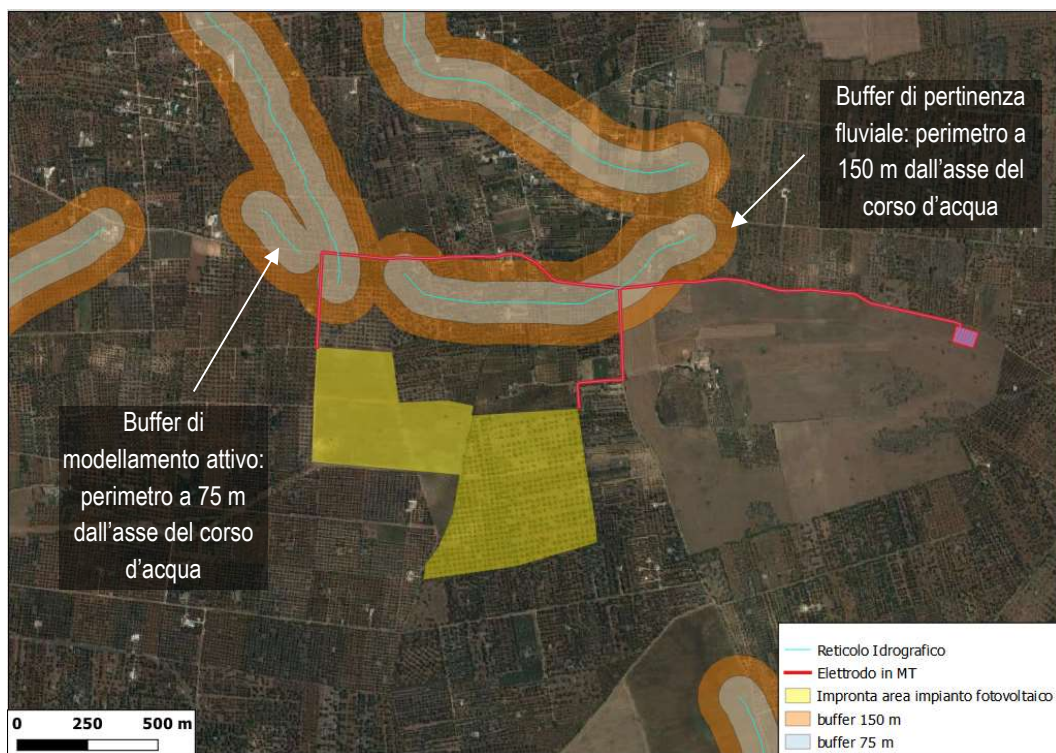 Buffer di pertinenza
fluviale: perimetro a
150 m dall'asse del
corso d'acqua
Buffer di
modellamento attivo:
perimetro a 75 m
dall'asse del corso
d'acqua
Reticolo Idrografico
Elettrodo in MT
Impronta area impianto fotovoltaico
buffer 150 m
buffer 75 m
0 250 500 m